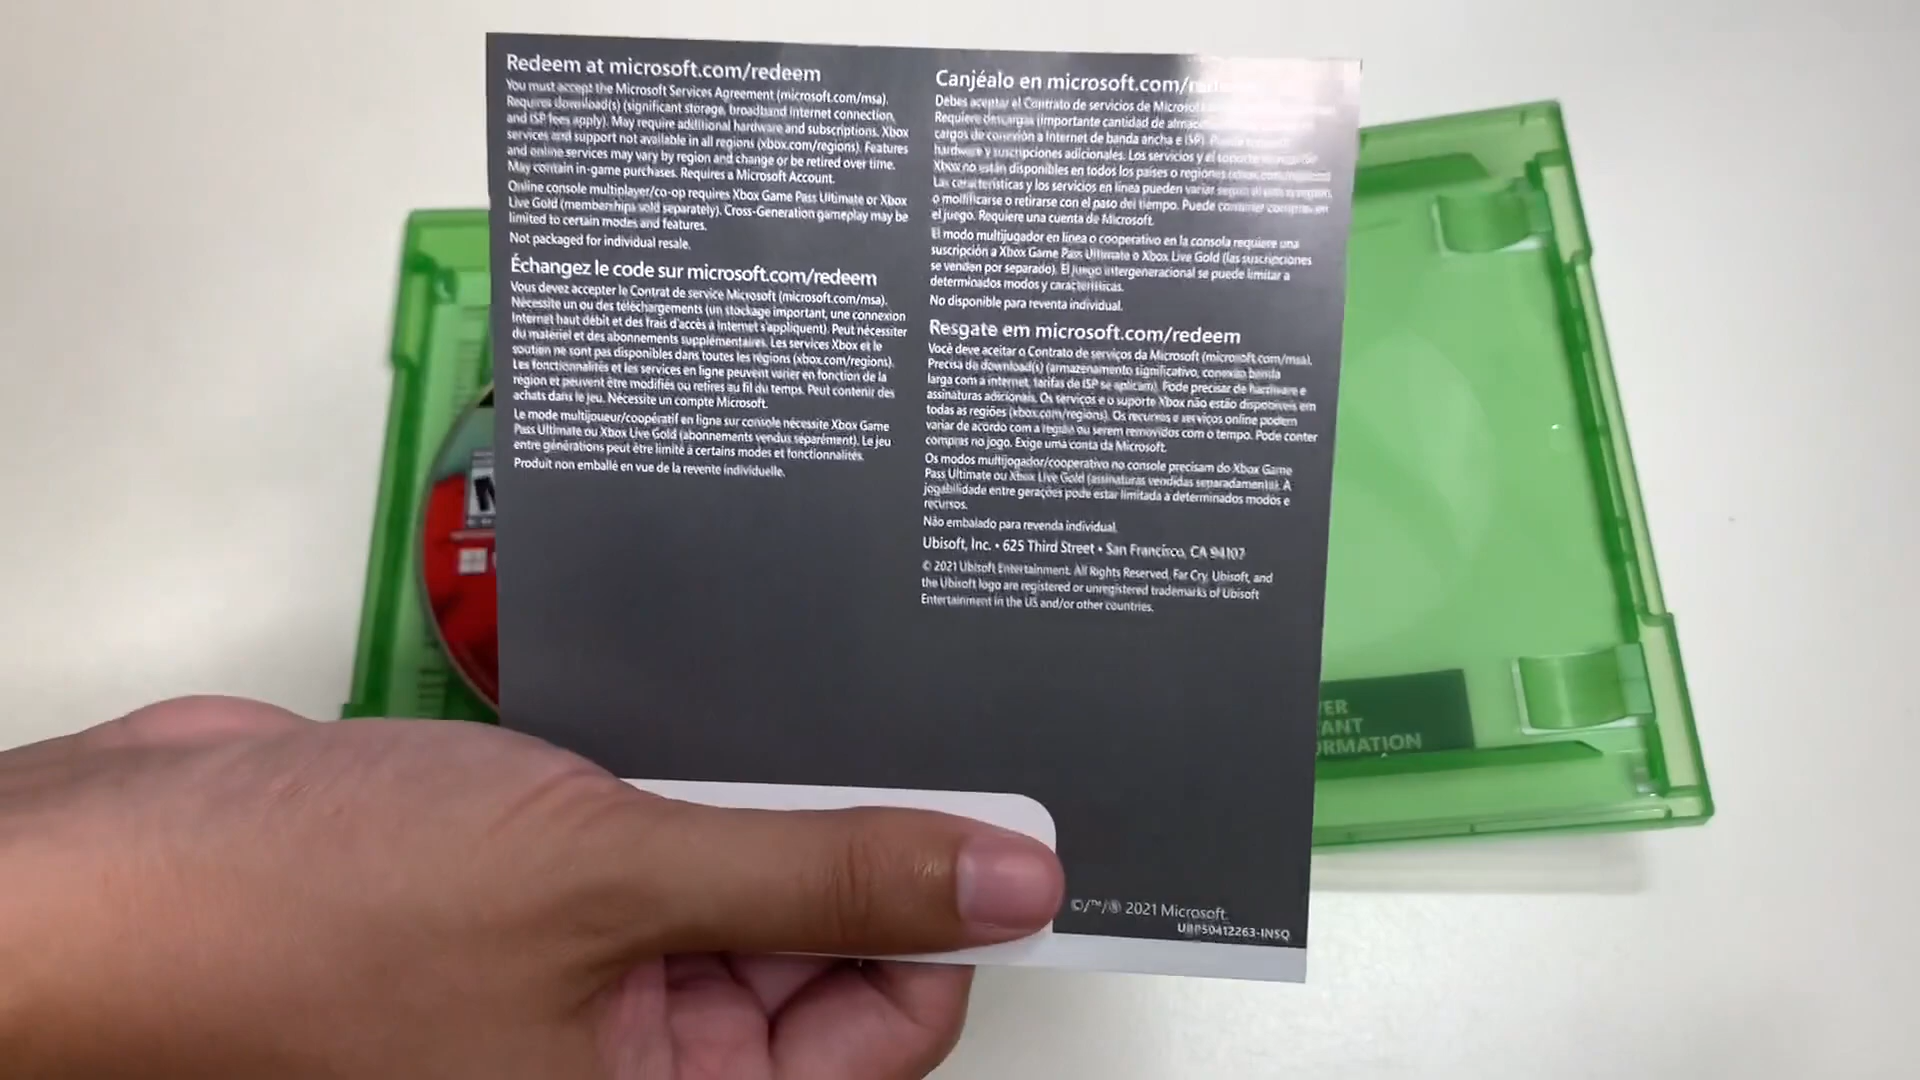 Redeem at microsoft.com/redeem
You must accept the Microsoft Services Agreement (microsoft.com/msa).
Requires download(s) (significant storage, broadband internet connection,
and ISP fees apply). May require additional hardware and subscriptions. Xbox
services and support not available in all regions (xbox.com/regions). Features
and online services may vary by region and change or be retired over time.
May contain in-game purchases. Requires a Microsoft Account.
Online console multiplayer/co-op requires Xbox Game Pass Ultimate or Xbox
Live Gold (memberships sold separately). Cross-Generation gameplay may be
limited to certain modes and features.
Not packaged for individual resale.
Échangez le code sur microsoft.com/redeem
Vous devez accepter le Contrat de service Microsoft (microsoft.com/msa).
Nécessite un ou des téléchargements (un stockage important, une connexion
Internet haut débit et des frais d'accès à Internet s'appliquent). Peut nécessiter
du matériel et des abonnements supplémentaires. Les services Xbox et le
soutien ne sont pas disponibles dans toutes les régions (xbox.com/regions).
Les fonctionnalités et les services en ligne peuvent varier en fonction de la
région et peuvent être modifiés ou retirés au fil du temps. Peut contenir des
achats dans le jeu. Nécessite un compte Microsoft.
Le mode multijoueur/coopératif en ligne sur console nécessite Xbox Game
Pass Ultimate ou Xbox Live Gold (abonnements vendus séparément). Le jeu
entre générations peut être limité à certains modes et fonctionnalités.
Produit non emballé en vue de la revente individuelle.
Canjéalo en microsoft.com/
Debes aceptar el Contrato de servicios de Microsoft
Requiere descargas (importante cantidad de
cargos de conexión a Internet de banda ancha e ISP).
hardware y suscripciones adicionales. Los servicios y el soporte
Xbox no están disponibles en todos los países o regiones
Las características y los servicios en línea pueden variar
o modificarse o retirarse con el paso del tiempo. Puede contener compras en
el juego. Requiere una cuenta de Microsoft.
El modo multijugador en línea o cooperativo en la consola requiere una
suscripción a Xbox Game Pass Ultimate o Xbox Live Gold (las suscripciones
se venden por separado). El juego intergeneracional se puede limitar a
determinados modos y características.
No disponible para reventa individual.
Resgate em microsoft.com/redeem
Você deve aceitar o Contrato de serviços da Microsoft (microsoft.com/msa).
Precisa de download(s) (armazenamento significativo, conexão banda
larga com a internet, tarifas de ISP se aplicam). Pode precisar de hardware e
assinaturas adicionais. Os serviços e o suporte Xbox não estão disponíveis em
todas as regiões (xbox.com/regions). Os recursos e serviços online podem
variar de acordo com a região ou serem removidos com o tempo. Pode conter
compras no jogo. Exige uma conta da Microsoft.
Os modos multijogador/cooperativo no console precisam do Xbox Game
Pass Ultimate ou Xbox Live Gold (assinaturas vendidas separadamente). A
jogabilidade entre gerações pode estar limitada a determinados modos e
recursos.
Não embalado para revenda individual.
Ubisoft, Inc. • 625 Third Street • San Francisco, CA 94107
© 2021 Ubisoft Entertainment. All Rights Reserved. Far Cry, Ubisoft, and
the Ubisoft logo are registered or unregistered trademarks of Ubisoft
Entertainment in the US and/or other countries.
©/™/® 2021 Microsoft.
UBP50412263-INSQ